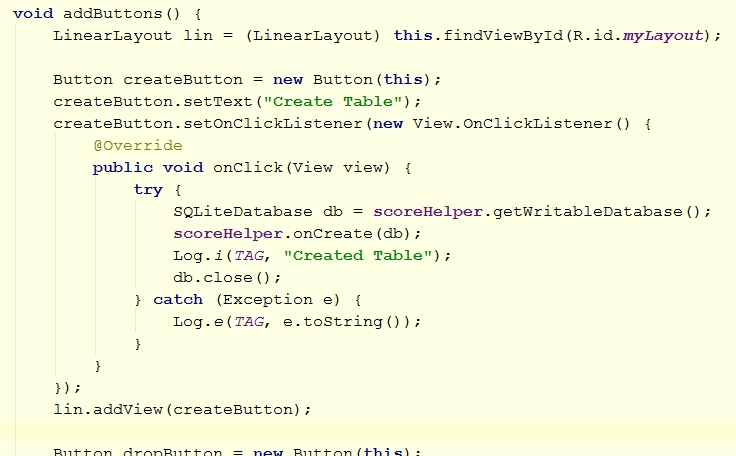 void addButtons() {
    LinearLayout lin = (LinearLayout) this.findViewById(R.id.myLayout);

    Button createButton = new Button(this);
    createButton.setText("Create Table");
    createButton.setOnClickListener(new View.OnClickListener() {
        @Override
        public void onClick(View view) {
            try {
                SQLiteDatabase db = scoreHelper.getWritableDatabase();
                scoreHelper.onCreate(db);
                Log.i(TAG, "Created Table");
                db.close();
            } catch (Exception e) {
                Log.e(TAG, e.toString());
            }
        }
    });
    lin.addView(createButton);

    Button dropButton = new Button(this);